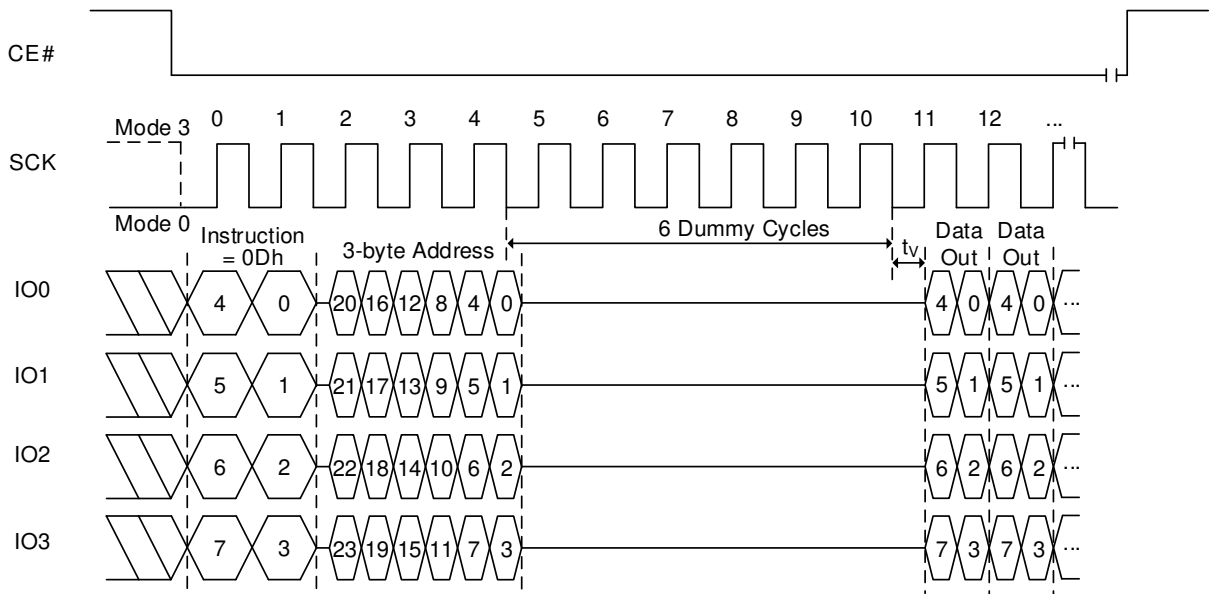 CE#
0 1 2 3 4 5 6 7 8 9 10 11 12 ...
Mode 3
SCK
Mode 0
Instruction
= 0Dh
3-byte Address
6 Dummy Cycles
tV
Data
Out
Data
Out
IO0 4 0 20 16 12 8 4 0 4 0 4 0 ...
IO1 5 1 21 17 13 9 5 1 5 1 5 1 ...
IO2 6 2 22 18 14 10 6 2 6 2 6 2 ...
IO3 7 3 23 19 15 11 7 3 7 3 7 3 ...